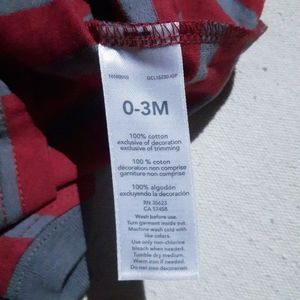 0-3M
100% cotton
exclusive of decoration
exclusive of trimming
100 % coton
décoration non comprise
garniture non comprise
100% algodón
excluyendo la decoración
RN 35623
CA 57458
Wash before use.
Turn garment inside out.
Machine wash cold with
like colors.
Use only non-chlorine
bleach when needed.
Tumble dry medium.
Warm iron if needed.
Do not iron decoration